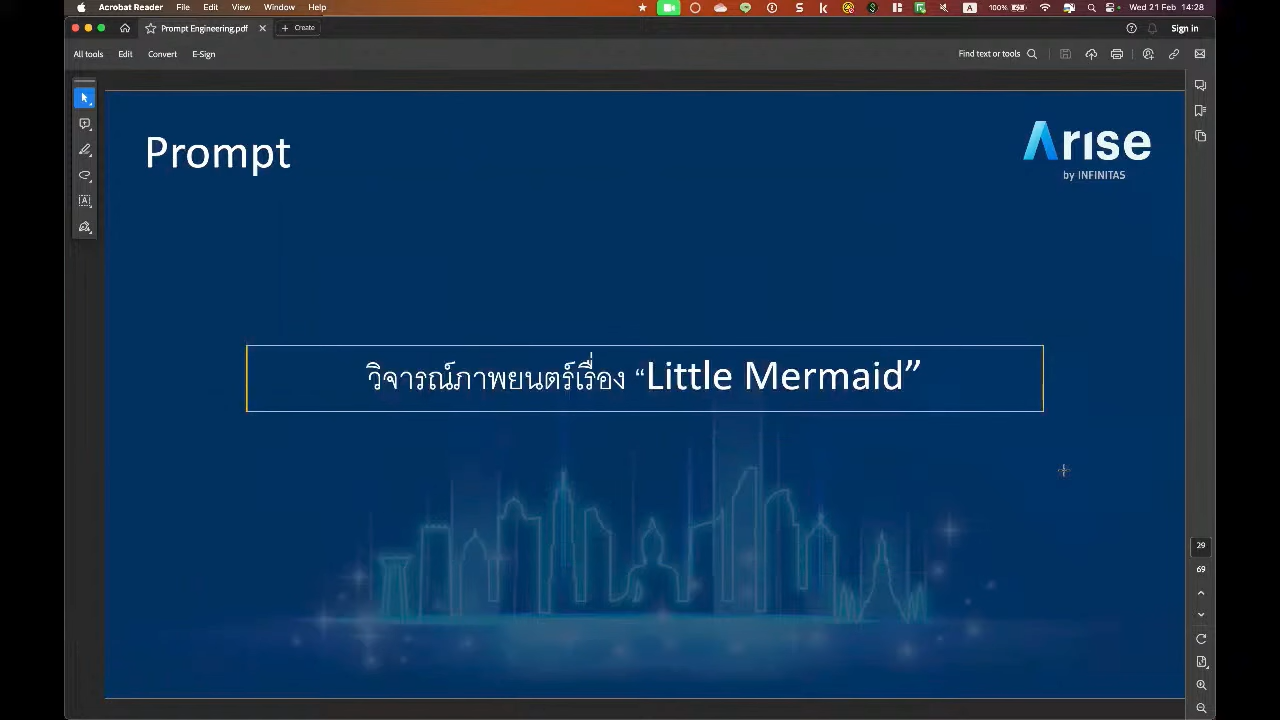 Acrobat Reader File Edit View Window Help 100% Wed 21 Feb 14:28
Prompt Engineering.pdf Create Sign in
All tools Edit Convert E-Sign Find text or tools
Prompt
Arise
by INFINITAS
วิจารณ์ภาพยนตร์เรื่อง “Little Mermaid”
29
69